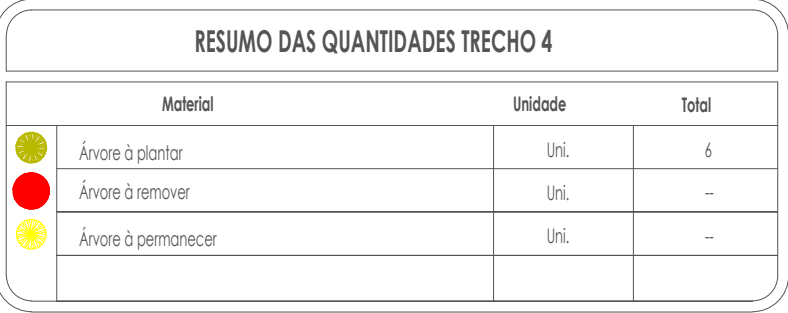 RESUMO DAS QUANTIDADES TRECHO 4
Material Unidade Total
Árvore à plantar Uni. 6
Árvore à remover Uni. --
Árvore à permanecer Uni. --